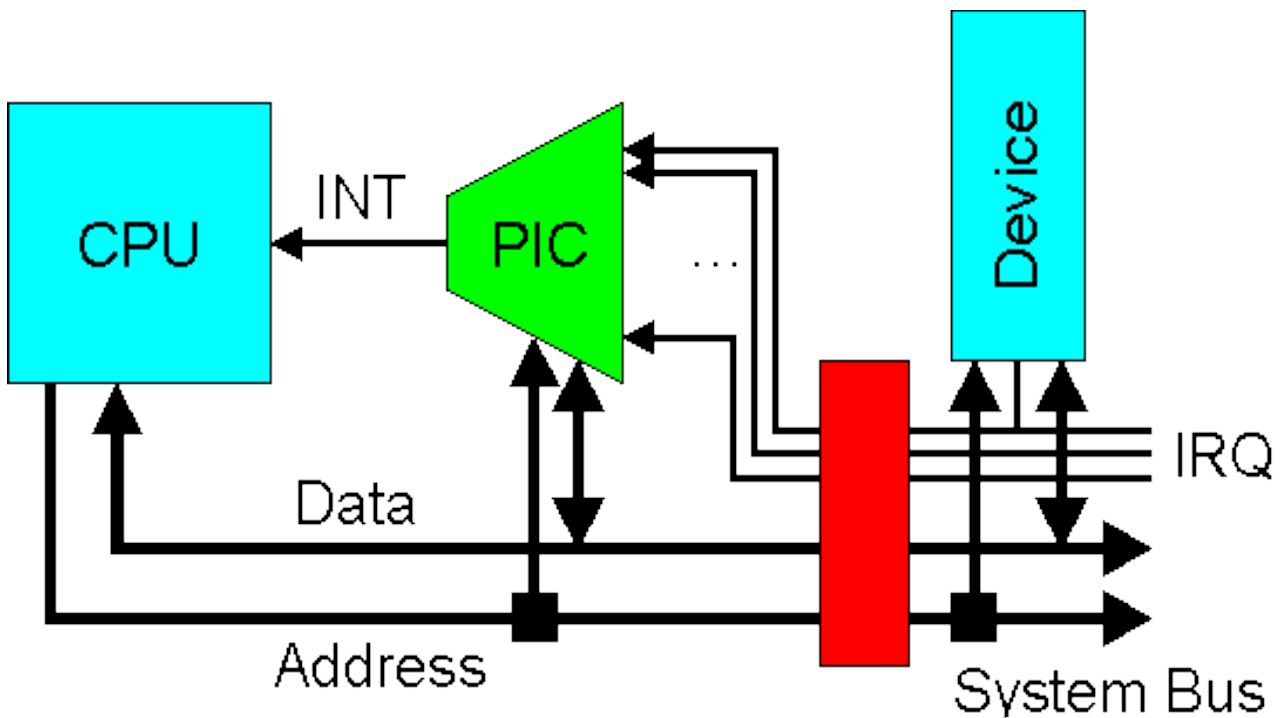 Device
INT
CPU
PIC
...
IRQ
Data
Address
System Bus